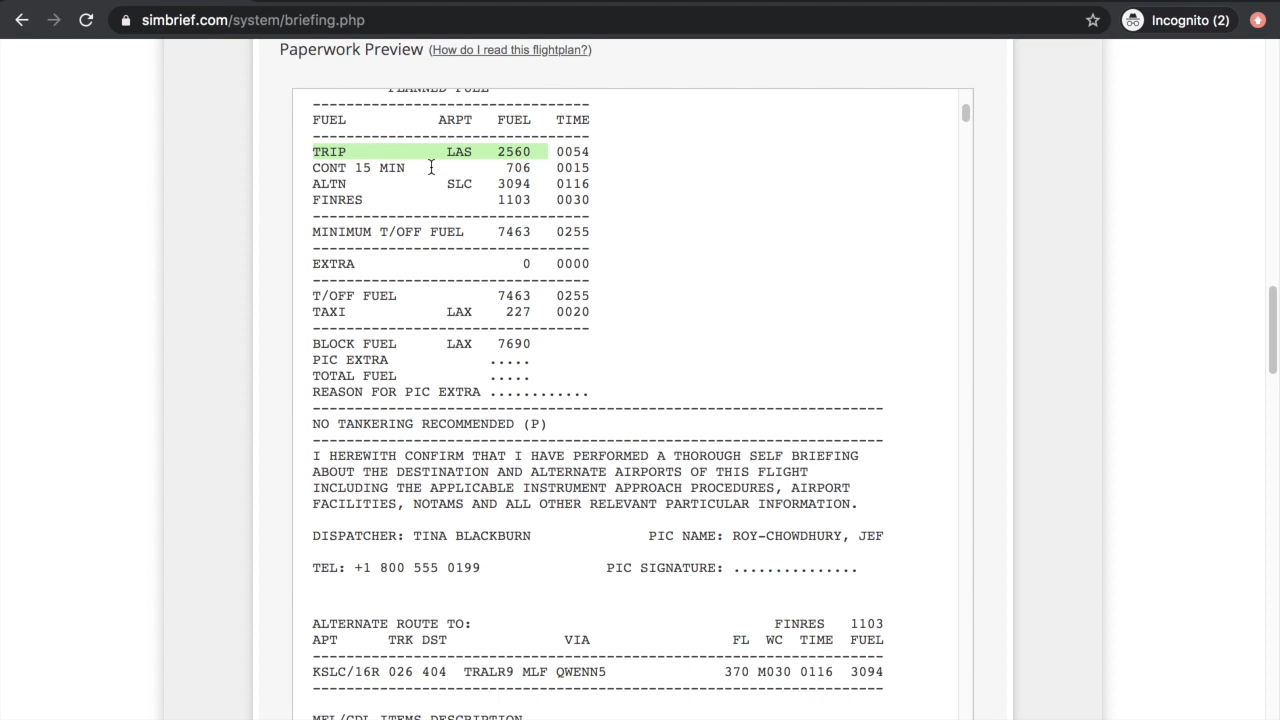 simbrief.com/system/briefing.php
Incognito (2)
Paperwork Preview (How do I read this flightplan?)
PLANNED FUEL
---------------------------------
FUEL ARPT FUEL TIME
---------------------------------
TRIP LAS 2560 0054
CONT 15 MIN 706 0015
ALTN SLC 3094 0116
FINRES 1103 0030
---------------------------------
MINIMUM T/OFF FUEL 7463 0255
---------------------------------
EXTRA 0 0000
---------------------------------
T/OFF FUEL 7463 0255
TAXI LAX 227 0020
---------------------------------
BLOCK FUEL LAX 7690
PIC EXTRA .....
TOTAL FUEL .....
REASON FOR PIC EXTRA ............
--------------------------------------------------------------------
NO TANKERING RECOMMENDED (P)
--------------------------------------------------------------------
I HEREWITH CONFIRM THAT I HAVE PERFORMED A THOROUGH SELF BRIEFING
ABOUT THE DESTINATION AND ALTERNATE AIRPORTS OF THIS FLIGHT
INCLUDING THE APPLICABLE INSTRUMENT APPROACH PROCEDURES, AIRPORT
FACILITIES, NOTAMS AND ALL OTHER RELEVANT PARTICULAR INFORMATION.
DISPATCHER: TINA BLACKBURN PIC NAME: ROY-CHOWDHURY, JEF
TEL: +1 800 555 0199 PIC SIGNATURE: ...............
ALTERNATE ROUTE TO: FINRES 1103
APT TRK DST VIA FL WC TIME FUEL
--------------------------------------------------------------------
KSLC/16R 026 404 TRALR9 MLF QWENN5 370 M030 0116 3094
--------------------------------------------------------------------
MEL/CDL ITEMS DESCRIPTION